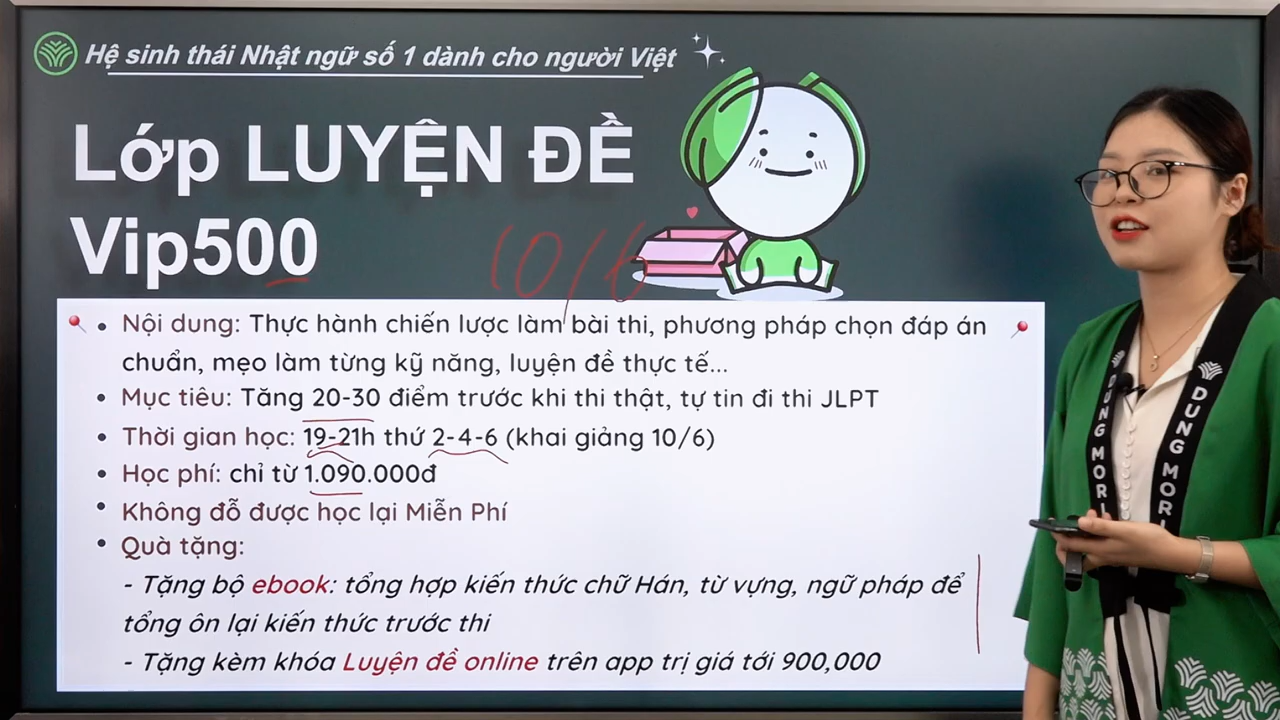 Hệ sinh thái Nhật ngữ số 1 dành cho người Việt
Lớp LUYỆN ĐỀ
Vip500
10/6
• Nội dung: Thực hành chiến lược làm bài thi, phương pháp chọn đáp án
chuẩn, mẹo làm từng kỹ năng, luyện đề thực tế...
• Mục tiêu: Tăng 20-30 điểm trước khi thi thật, tự tin đi thi JLPT
• Thời gian học: 19-21h thứ 2-4-6 (khai giảng 10/6)
• Học phí: chỉ từ 1.090.000đ
• Không đỗ được học lại Miễn Phí
• Quà tặng:
- Tặng bộ ebook: tổng hợp kiến thức chữ Hán, từ vựng, ngữ pháp để
tổng ôn lại kiến thức trước thi
- Tặng kèm khóa Luyện đề online trên app trị giá tới 900,000
DUNG MORI
DUNG MORI